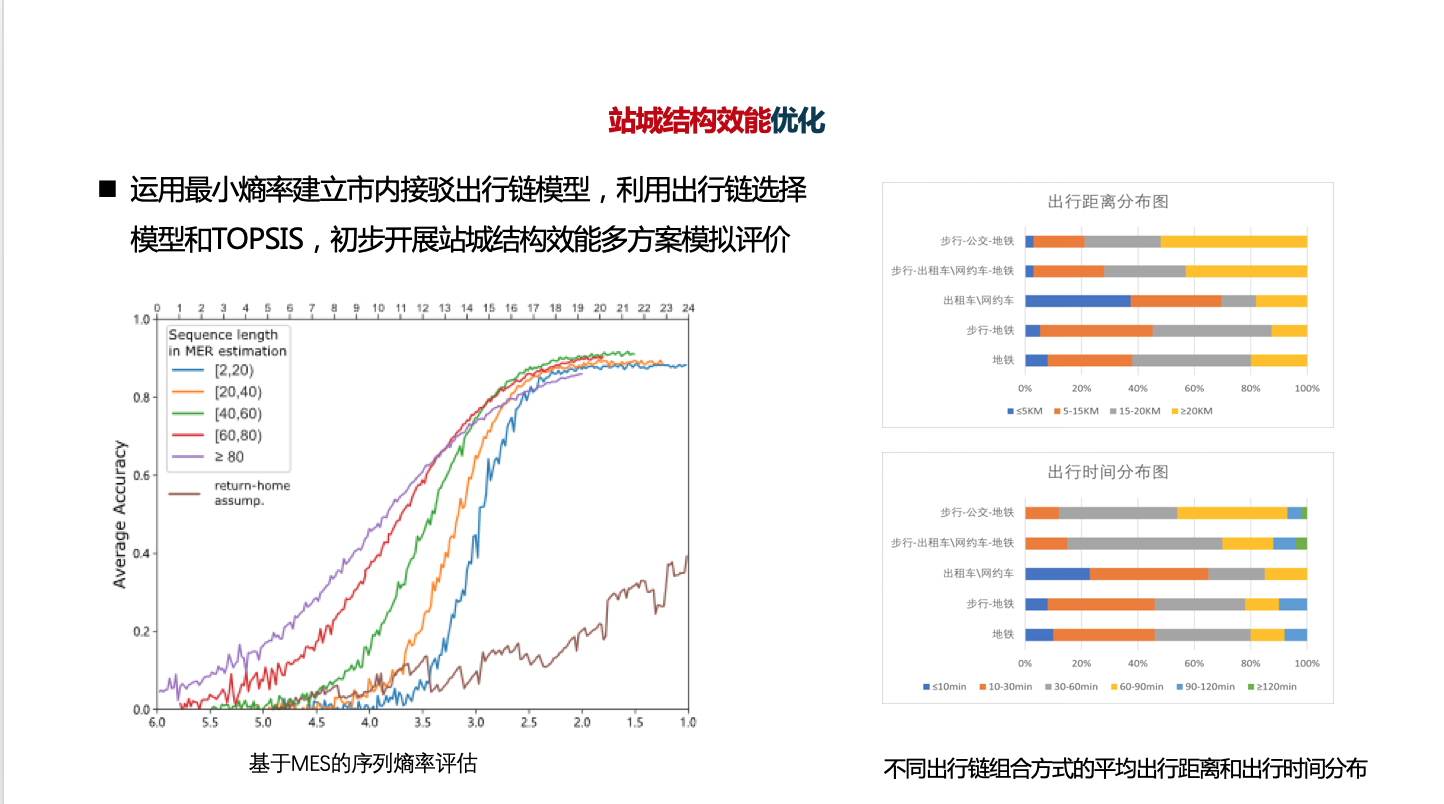 站城结构效能优化
■ 运用最小熵率建立市内接驳出行链模型，利用出行链选择
模型和TOPSIS，初步开展站城结构效能多方案模拟评价
0 1 2 3 4 5 6 7 8 9 10 11 12 13 14 15 16 17 18 19 20 21 22 23 24
1.0
0.8
0.6
0.4
0.2
0.0
Average Accuracy
Sequence length
in MER estimation
[2,20)
[20,40)
[40,60)
[60,80)
≥ 80
return-home
assump.
6.0 5.5 5.0 4.5 4.0 3.5 3.0 2.5 2.0 1.5 1.0
基于MES的序列熵率评估
出行距离分布图
步行-公交-地铁
步行-出租车\网约车-地铁
出租车\网约车
步行-地铁
地铁
0% 20% 40% 60% 80% 100%
≤5KM 5-15KM 15-20KM ≥20KM
出行时间分布图
步行-公交-地铁
步行-出租车\网约车-地铁
出租车\网约车
步行-地铁
地铁
0% 20% 40% 60% 80% 100%
≤10min 10-30min 30-60min 60-90min 90-120min ≥120min
不同出行链组合方式的平均出行距离和出行时间分布